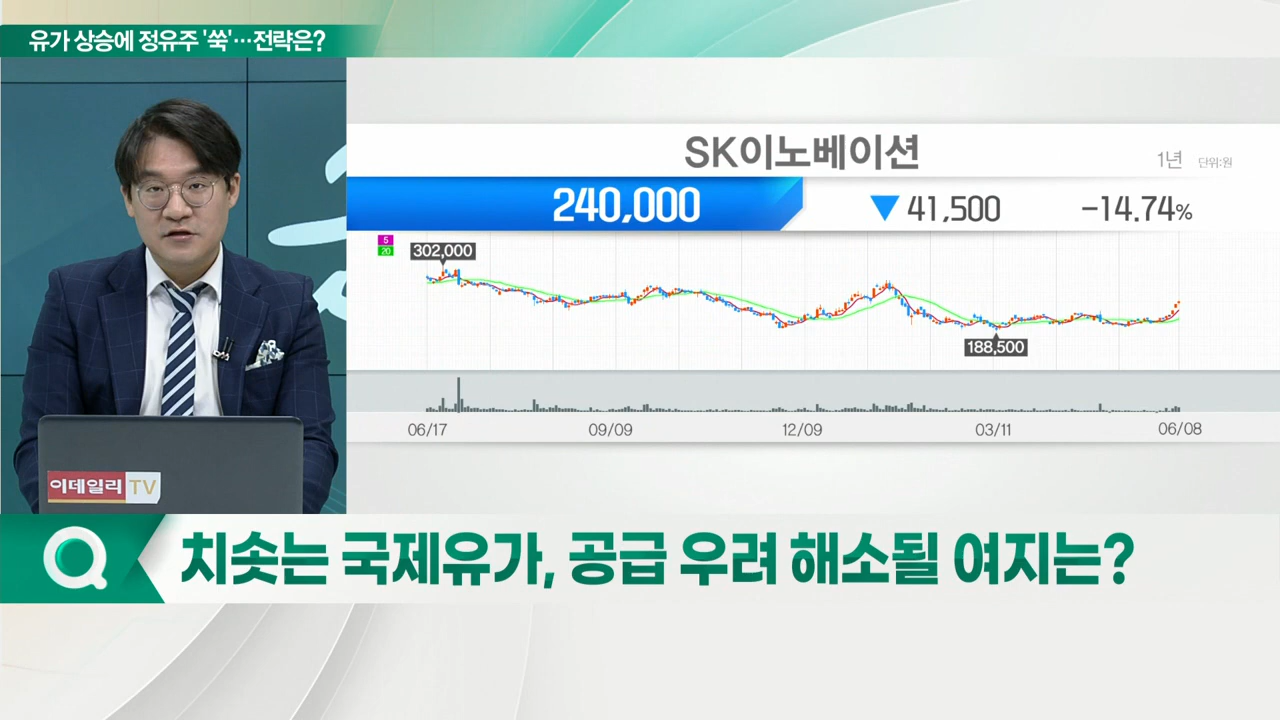 유가 상승에 정유주 '쑥'…전략은?
SK이노베이션
1년 단위:원
240,000 ▼ 41,500 -14.74%
5
20
302,000
188,500
06/17 09/09 12/09 03/11 06/08
이데일리 TV
치솟는 국제유가, 공급 우려 해소될 여지는?